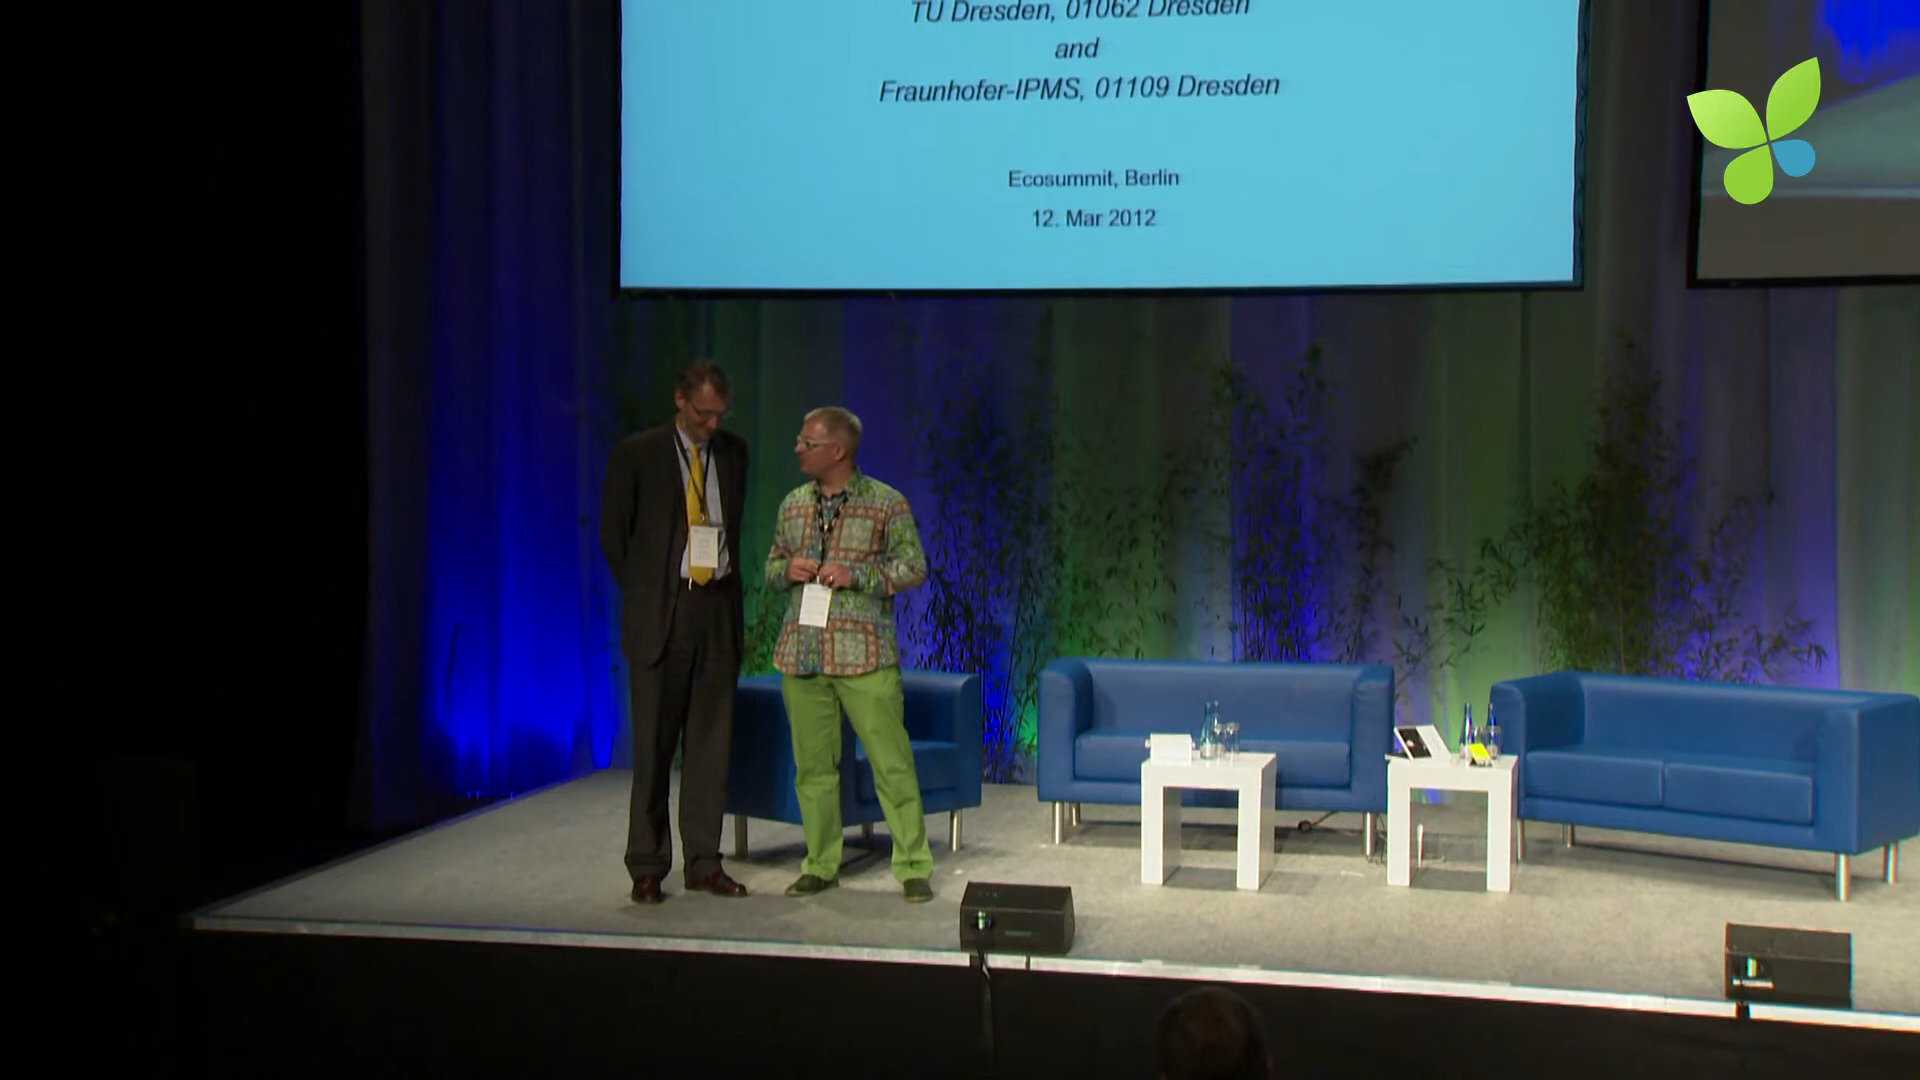 TU Dresden, 01062 Dresden
and
Fraunhofer-IPMS, 01109 Dresden
Ecosummit, Berlin
12. Mar 2012